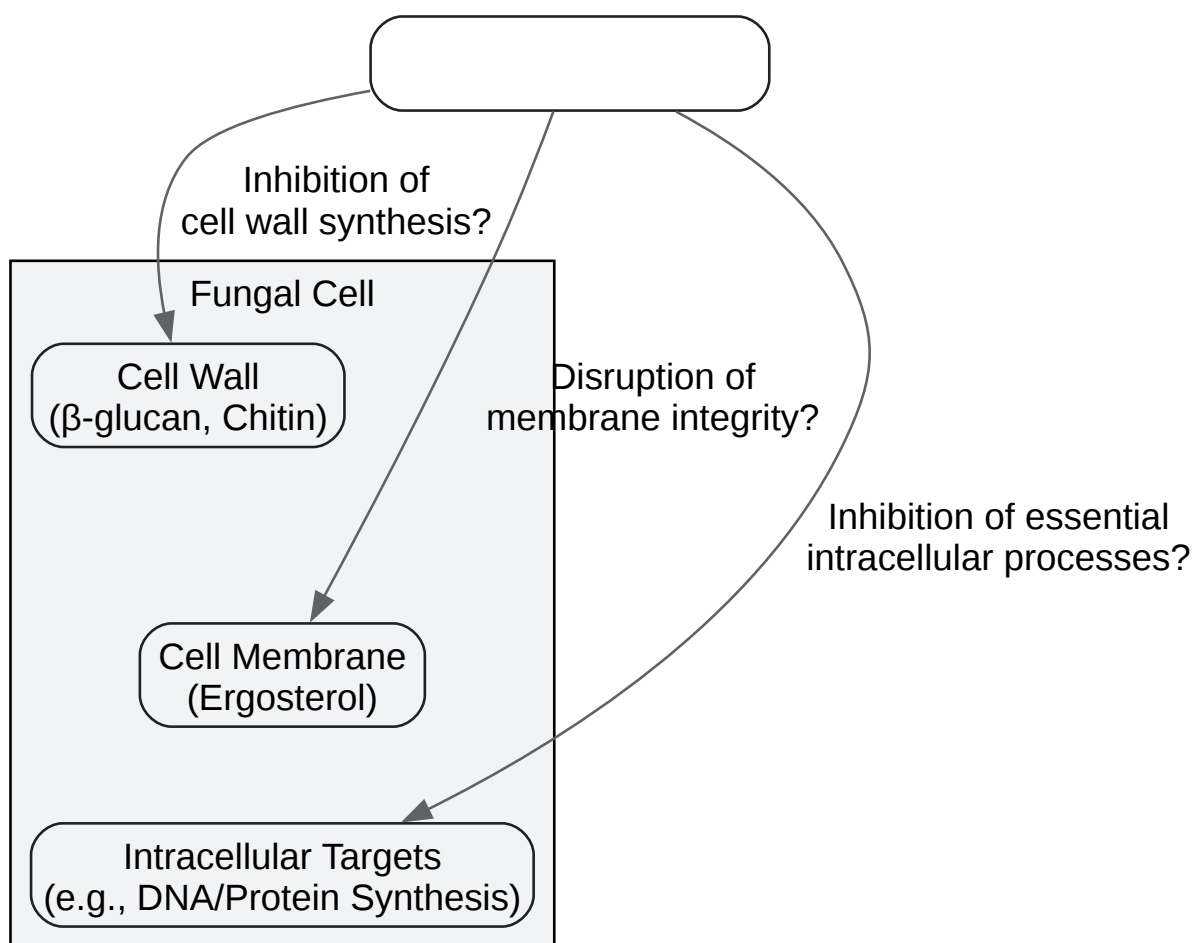 Inhibition of
cell wall synthesis?
Fungal Cell
Cell Wall
(β-glucan, Chitin)
Disruption of
membrane integrity?
Inhibition of essential
intracellular processes?
Cell Membrane
(Ergosterol)
Intracellular Targets
(e.g., DNA/Protein Synthesis)